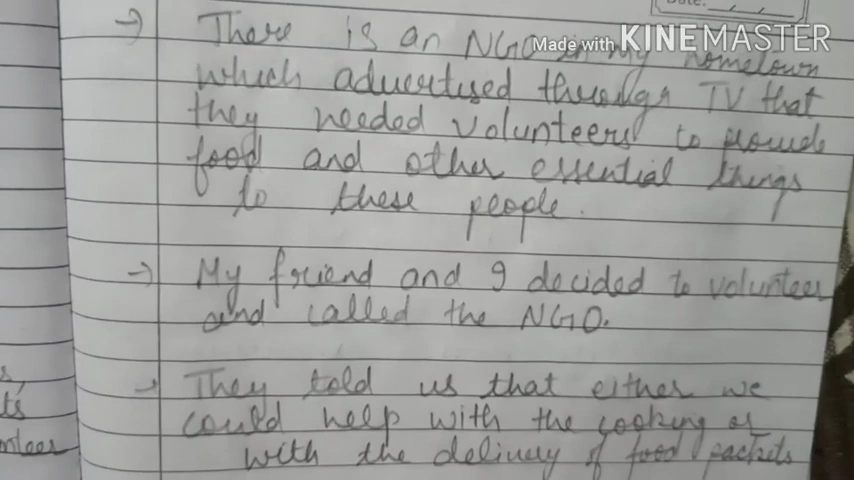 Date:
→ There is an NGO in my hometown
Made with KINEMASTER
which advertised through TV that
they needed volunteers to provide
food and other essential things
to these people.
→ My friend and I decided to volunteer
and called the NGO.
→ They told us that either we
could help with the cooking or
with the delivery of food packets